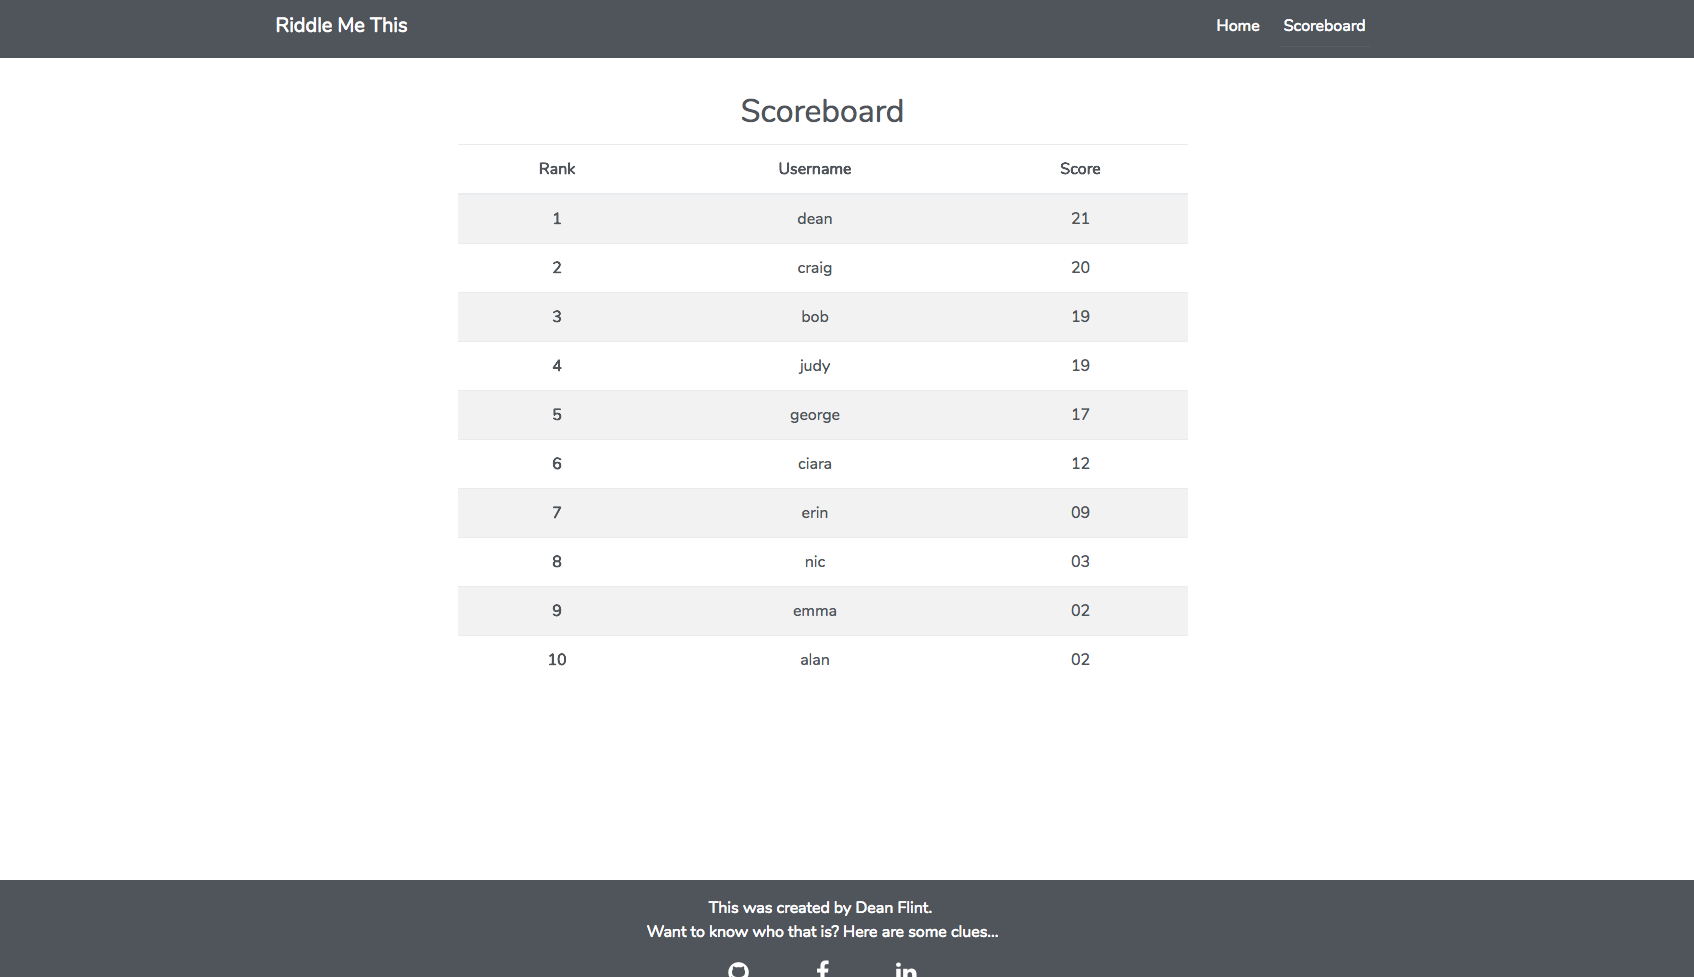 Riddle Me This Home Scoreboard
Scoreboard
Rank Username Score
1 dean 21
2 craig 20
3 bob 19
4 judy 19
5 george 17
6 ciara 12
7 erin 09
8 nic 03
9 emma 02
10 alan 02
This was created by Dean Flint.
Want to know who that is? Here are some clues...